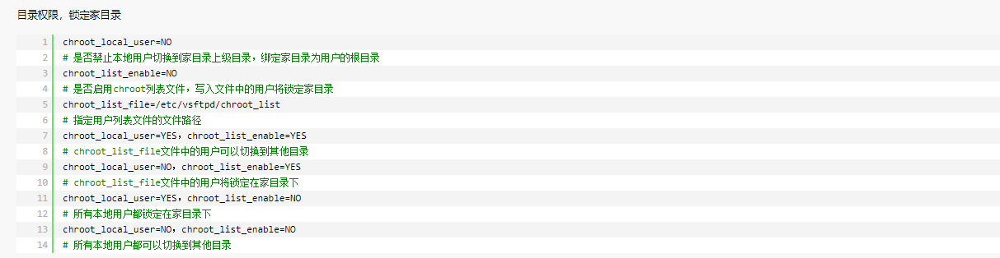 目录权限，锁定家目录
1 chroot_local_user=NO
2 # 是否禁止本地用户切换到家目录上级目录，绑定家目录为用户的根目录
3 chroot_list_enable=NO
4 # 是否启用chroot列表文件，写入文件中的用户将锁定家目录
5 chroot_list_file=/etc/vsftpd/chroot_list
6 # 指定用户列表文件的文件路径
7 chroot_local_user=YES，chroot_list_enable=YES
8 # chroot_list_file文件中的用户可以切换到其他目录
9 chroot_local_user=NO，chroot_list_enable=YES
10 # chroot_list_file文件中的用户将锁定在家目录下
11 chroot_local_user=YES，chroot_list_enable=NO
12 # 所有本地用户都锁定在家目录下
13 chroot_local_user=NO，chroot_list_enable=NO
14 # 所有本地用户都可以切换到其他目录